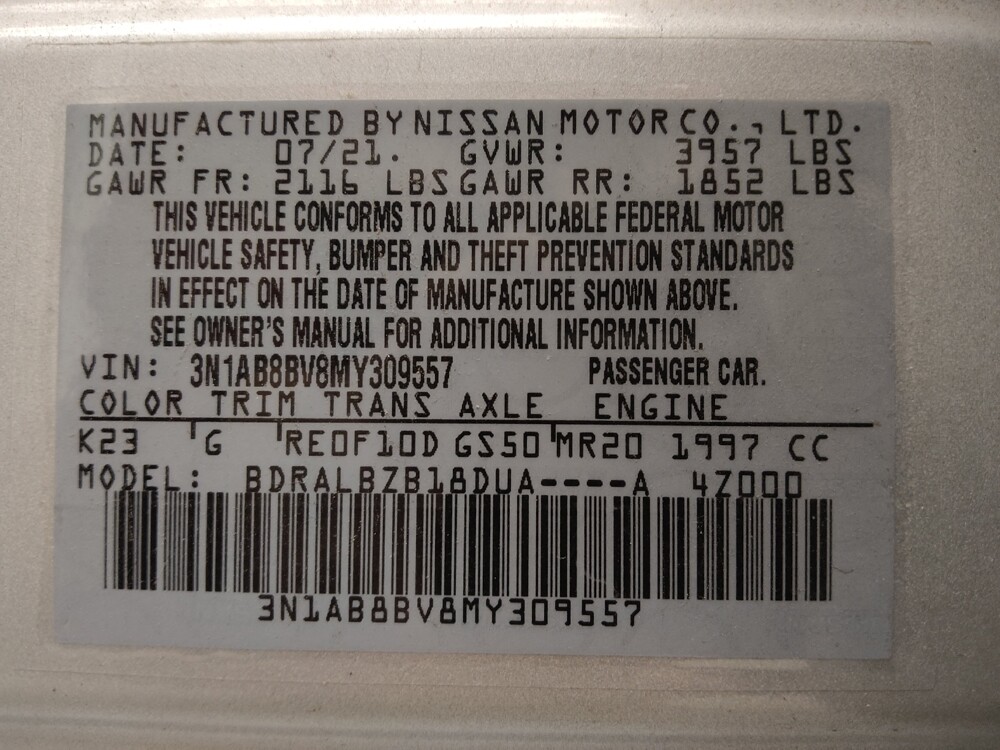 MANUFACTURED BY NISSAN MOTOR CO., LTD.
DATE: 07/21. GVWR: 3957 LBS
GAWR FR: 2116 LBS GAWR RR: 1852 LBS
THIS VEHICLE CONFORMS TO ALL APPLICABLE FEDERAL MOTOR
VEHICLE SAFETY, BUMPER AND THEFT PREVENTION STANDARDS
IN EFFECT ON THE DATE OF MANUFACTURE SHOWN ABOVE.
SEE OWNER'S MANUAL FOR ADDITIONAL INFORMATION.
VIN: 3N1AB8BV8MY309557 PASSENGER CAR.
COLOR TRIM TRANS AXLE ENGINE
K23 G RE0F10D GS50 MR20 1997 CC
MODEL: BDRALBZB18DUA----A 4Z000
3N1AB8BV8MY309557